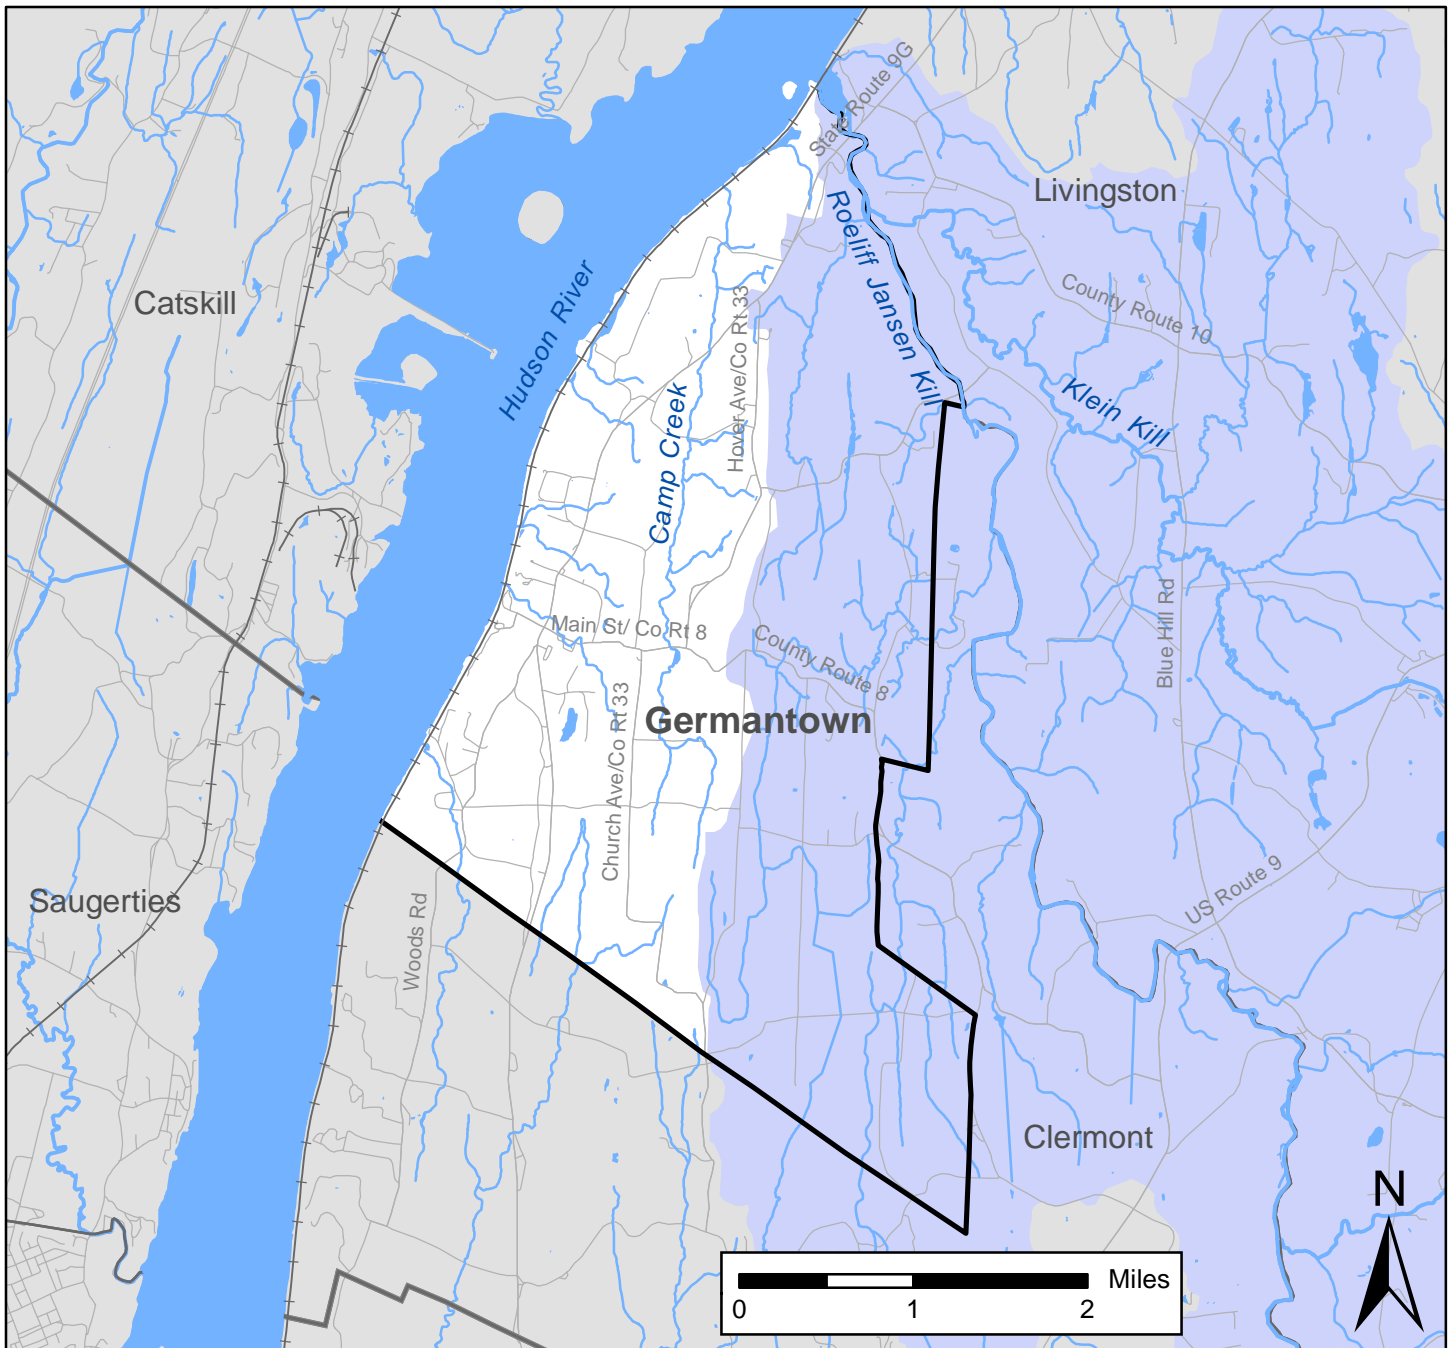 State Route 9G
Livingston
Roeliff Jansen Kill
Hudson River
County Route 10
Catskill
Hover Ave/Co Rt 33
Camp Creek
Klein Kill
Main St/ Co Rt 8
County Route 8
Blue Hill Rd
Germantown
Church Ave/Co Rt 33
Saugerties
Woods Rd
US Route 9
Clermont
N
Miles
0 1 2